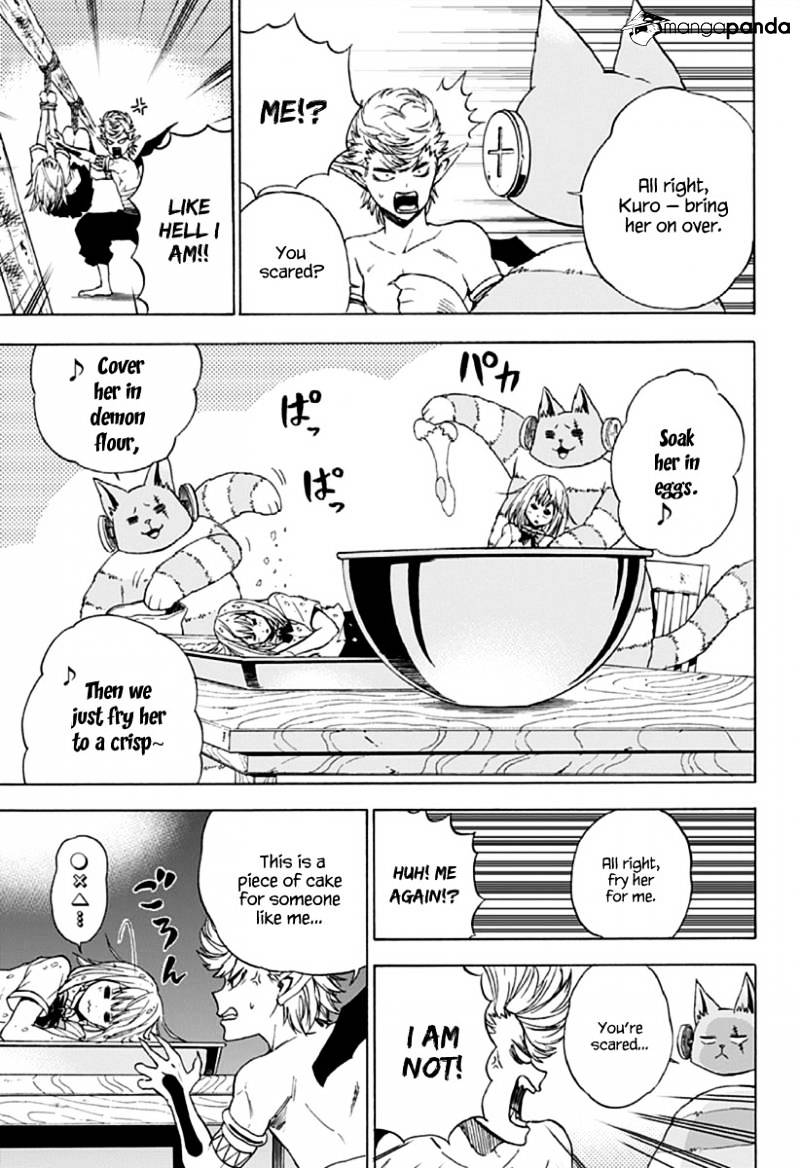 mangapanda
All right,
Kuro – bring
her on over.
ME!?
You
scared?
LIKE
HELL I
AM!!
パカ
Soak
her in
eggs.
♪
ぱっ
ぱっ
♪ Cover
her in
demon
flour,
♪
Then we
just fry her
to a crisp~
All right,
fry her
for me.
HUH! ME
AGAIN!?
You're
scared...
I AM
NOT!
This is a
piece of cake
for someone
like me...
ごろん
○×△…